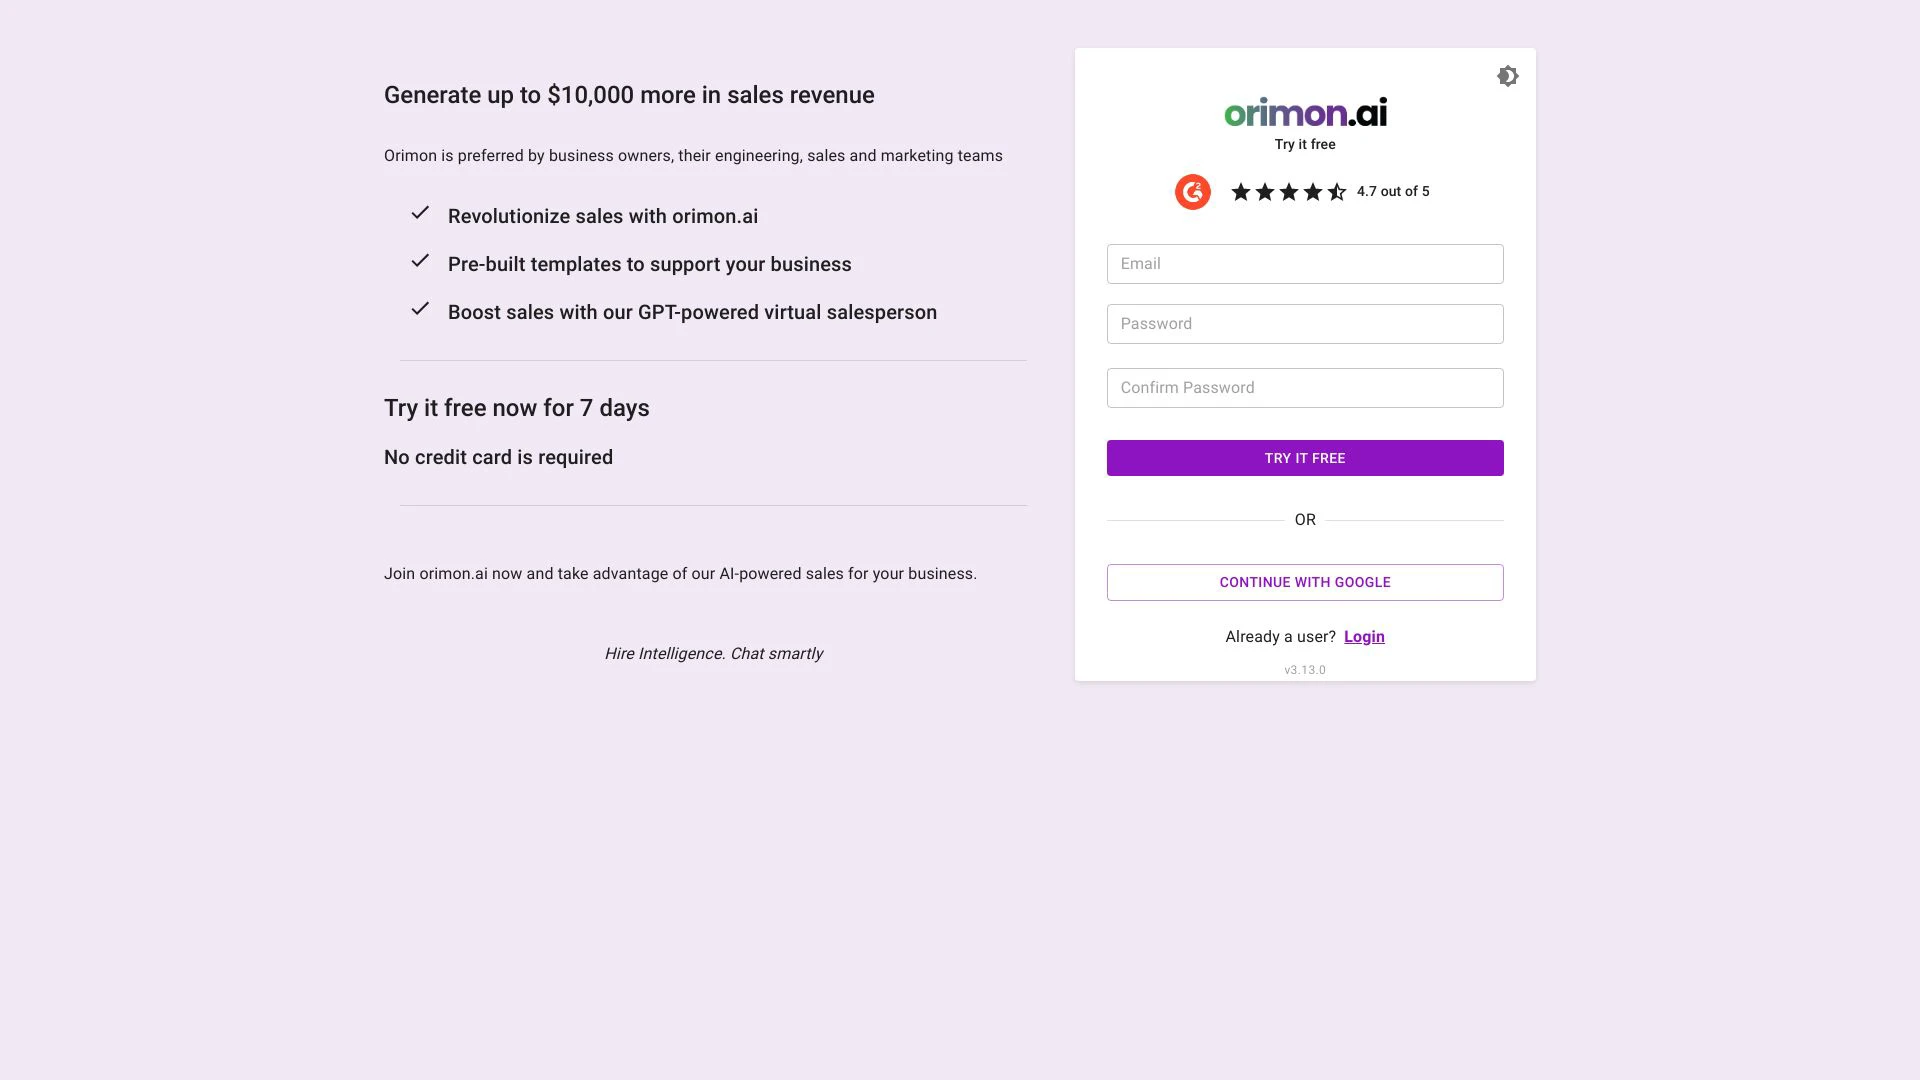 Generate up to $10,000 more in sales revenue
Orimon is preferred by business owners, their engineering, sales and marketing teams
Revolutionize sales with orimon.ai
Pre-built templates to support your business
Boost sales with our GPT-powered virtual salesperson
Try it free now for 7 days
No credit card is required
Join orimon.ai now and take advantage of our AI-powered sales for your business.
Hire Intelligence. Chat smartly
orimon.ai
Try it free
G2 4.7 out of 5
Email
Password
Confirm Password
TRY IT FREE
OR
CONTINUE WITH GOOGLE
Already a user? Login
v3.13.0